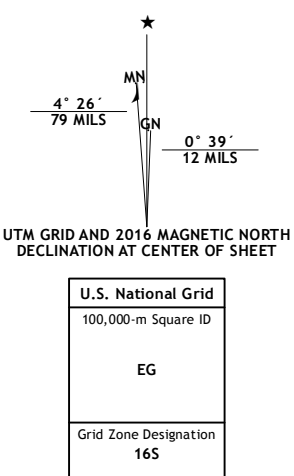 MN
4° 26´
79 MILS
GN
0° 39´
12 MILS
UTM GRID AND 2016 MAGNETIC NORTH
DECLINATION AT CENTER OF SHEET
U.S. National Grid
100,000-m Square ID
EG
Grid Zone Designation
16S